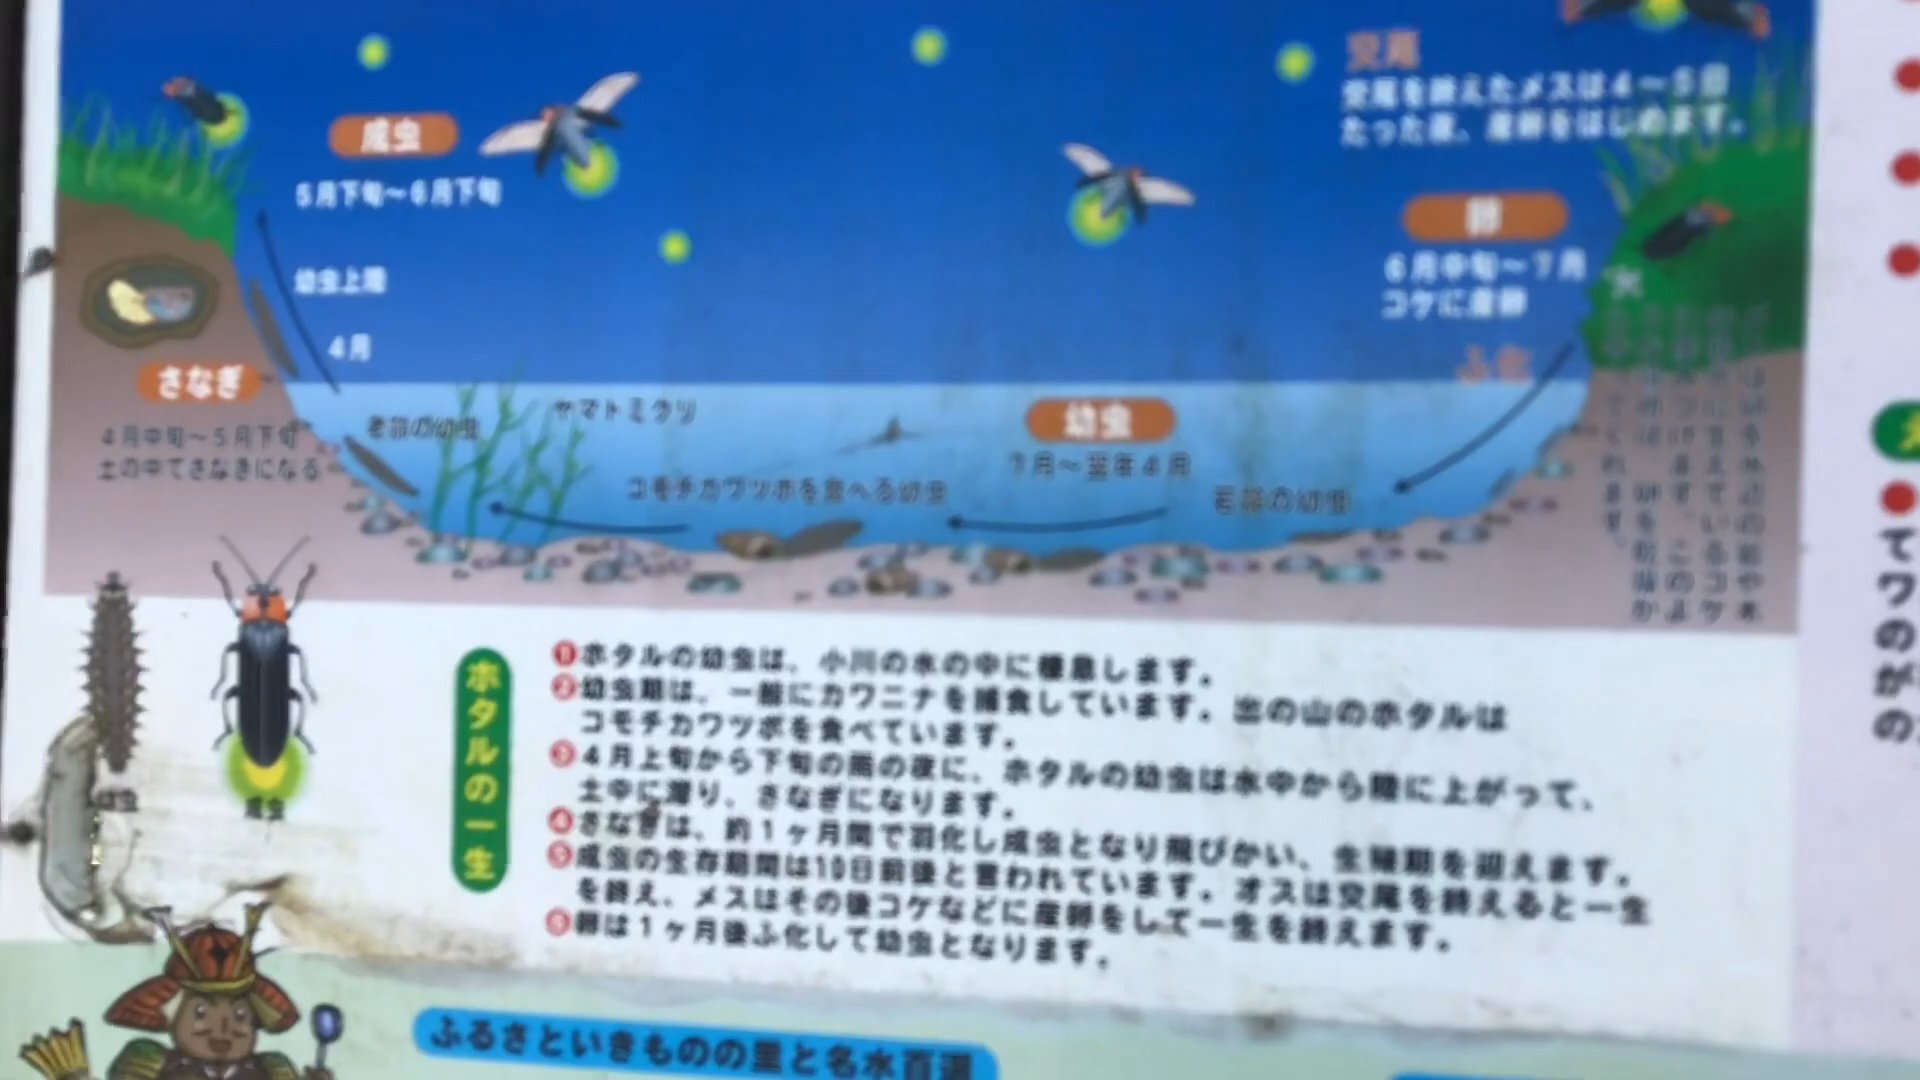 交尾
交尾を終えたメスは4〜5日
たった夜、産卵をはじめます。
成虫
5月下旬〜6月下旬
卵
6月中旬〜7月
コケに産卵
幼虫上陸
4月
ふ化
さなぎ
4月中旬〜5月下旬
土の中でさなぎになる
老齢の幼虫
ヤマトミクリ
幼虫
7月〜翌年4月
コモチカワツボを食べる幼虫
若齢の幼虫
幼虫
成虫
ホタルの一生
❶ホタルの幼虫は、小川の水の中に棲息します。
❷幼虫期は、一般にカワニナを捕食しています。出の山のホタルは
コモチカワツボを食べています。
❸4月上旬から下旬の雨の夜に、ホタルの幼虫は水中から陸に上がって、
土中に潜り、さなぎになります。
❹さなぎは、約1ヶ月間で羽化し成虫となり飛びかい、生殖期を迎えます。
❺成虫の生存期間は10日前後と言われています。オスは交尾を終えると一生
を終え、メスはその後コケなどに産卵をして一生を終えます。
❻卵は1ヶ月後ふ化して幼虫となります。
ふるさといきものの里と名水百選